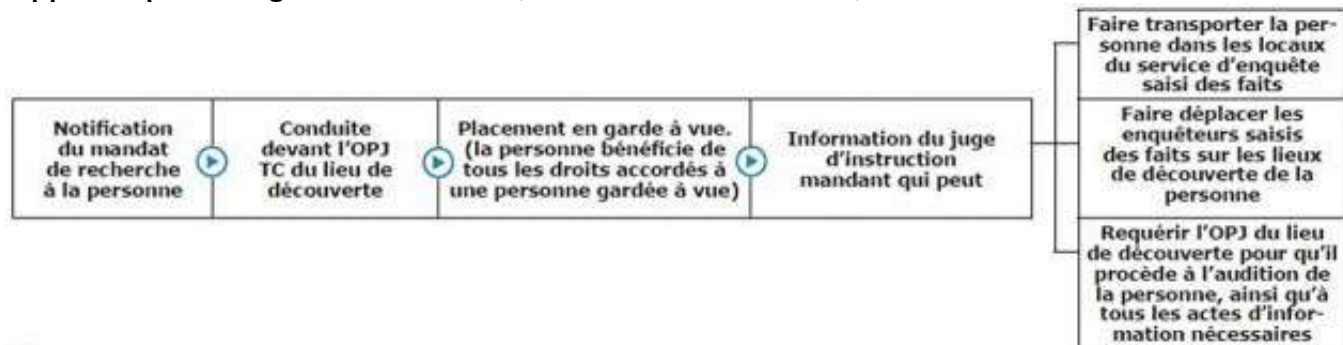 Notification
du mandat
de recherche
à la personne
Conduite
devant l'OPJ
TC du lieu de
découverte
Placement en garde à vue.
(la personne bénéficie de
tous les droits accordés à
une personne gardée à vue)
Information du juge
d'instruction
mandant qui peut
Faire transporter la per-
sonne dans les locaux
du service d'enquête
saisi des faits
Faire déplacer les
enquêteurs saisis
des faits sur les lieux
de découverte de la
personne
Requérir l'OPJ du lieu
de découverte pour qu'il
procède à l'audition de
la personne, ainsi qu'à
tous les actes d'infor-
mation nécessaires